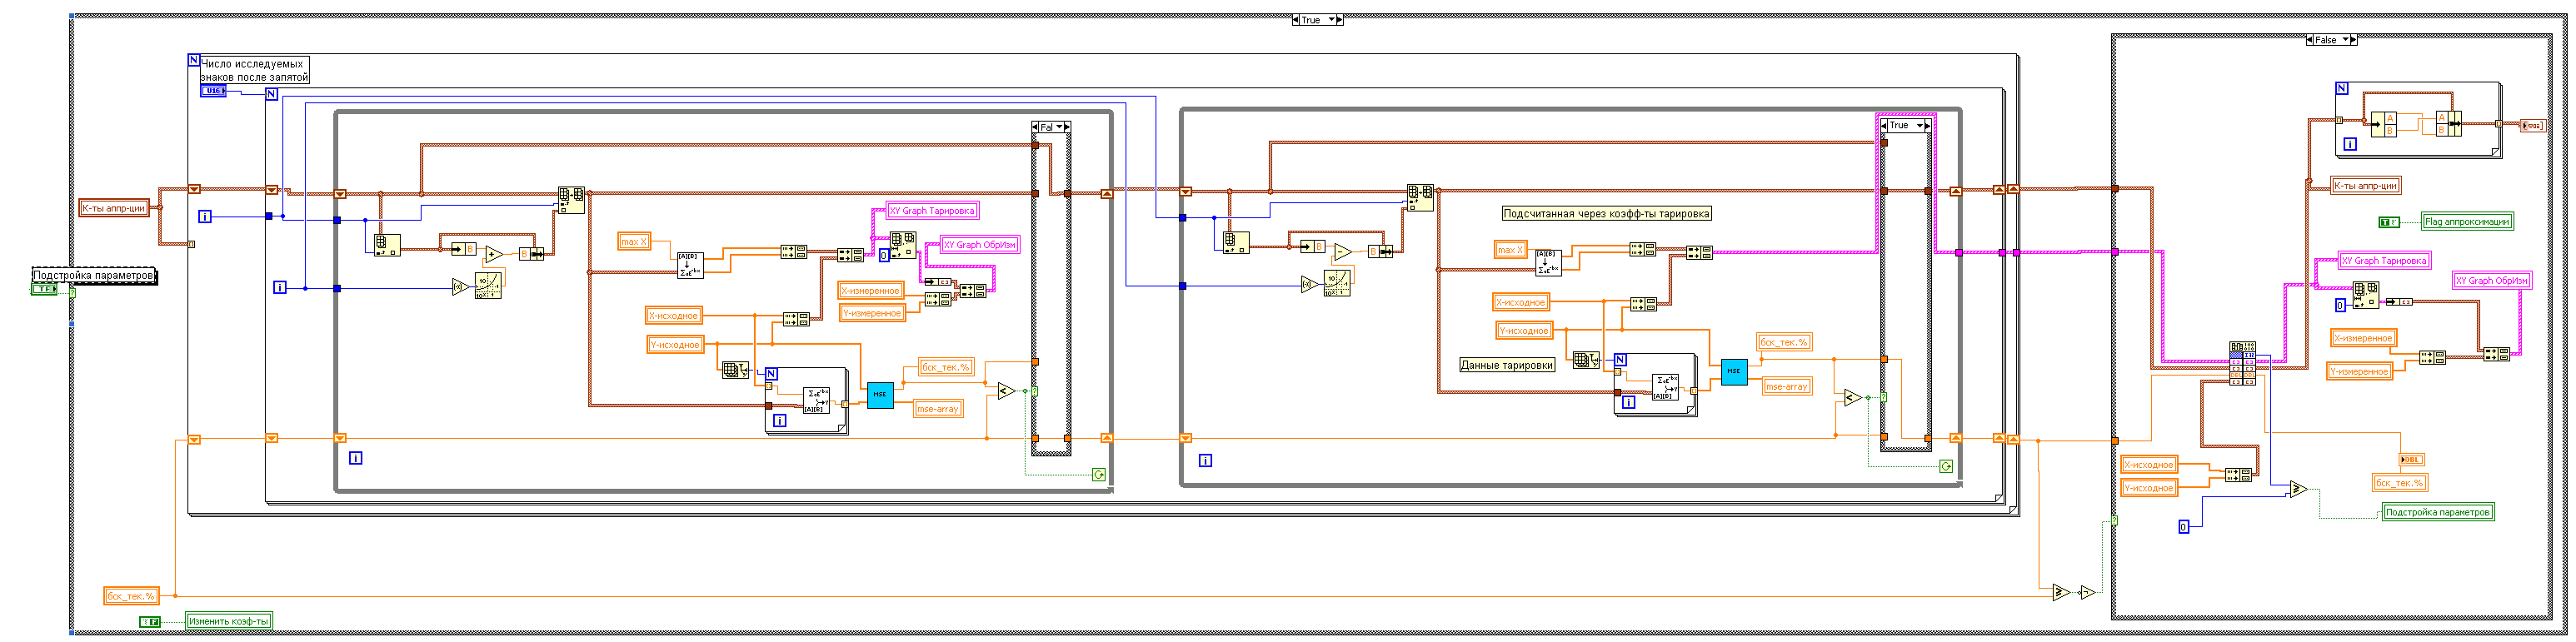 True
False
Число исследуемых
знаков после запятой
U16
N
N
N
Fal
True
A
B
A
B
i
К-ты аппр-ции
К-ты аппр-ции
i
XY Graph Тарировка
Подсчитанная через коэфф-ты тарировка
TF
Flag аппроксимации
max X
B
B
0
XY Graph ОбрИзм
max X
B
B
XY Graph Тарировка
XY Graph ОбрИзм
Подстройка параметров
TF
i
X-измеренное
Y-измеренное
X-исходное
0
X-исходное
Y-исходное
Y-исходное
X-измеренное
Y-измеренное
бск_тек.%
Данные тарировки
бск_тек.%
N
MSE
mse-array
N
MSE
mse-array
i
i
i
i
X-исходное
Y-исходное
DBL
бск_тек.%
0
Подстройка параметров
бск_тек.%
Изменить коэф-ты